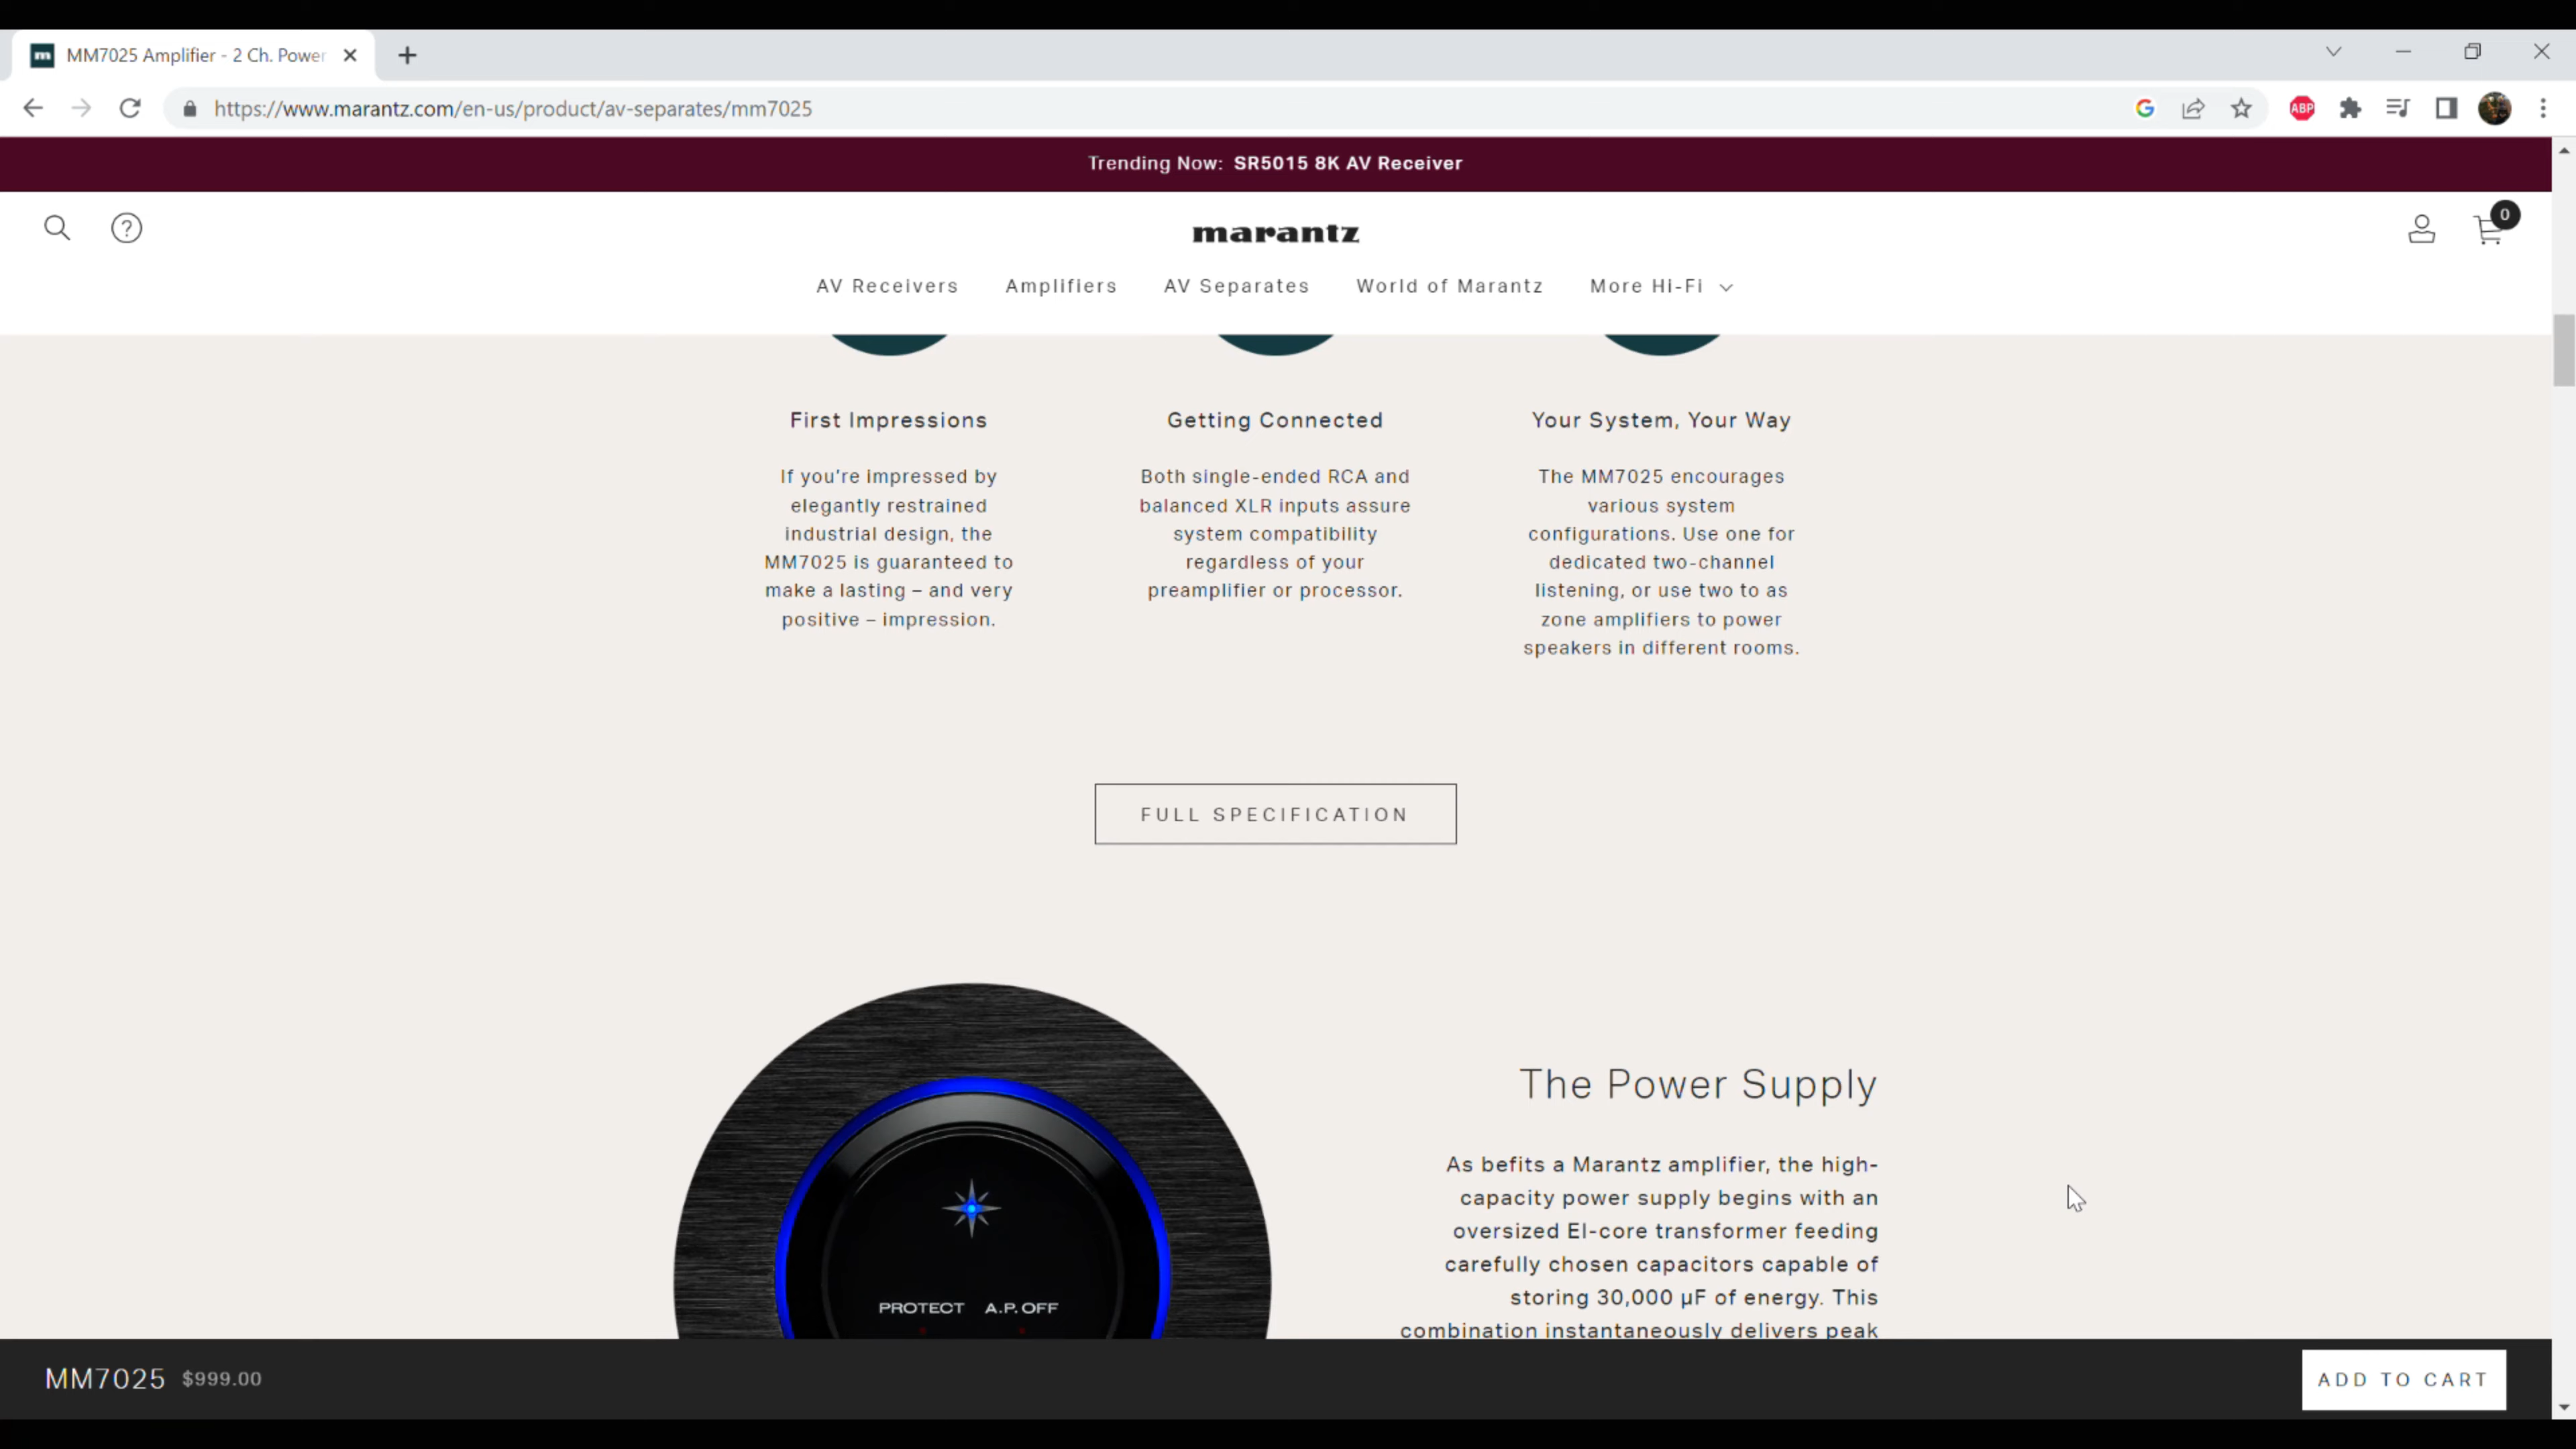 MM7025 Amplifier - 2 Ch. Power
https://www.marantz.com/en-us/product/av-separates/mm7025
ABP
Trending Now: SR5015 8K AV Receiver
marantz
0
AV Receivers
Amplifiers
AV Separates
World of Marantz
More Hi-Fi
First Impressions
If you're impressed by
elegantly restrained
industrial design, the
MM7025 is guaranteed to
make a lasting – and very
positive – impression.
Getting Connected
Both single-ended RCA and
balanced XLR inputs assure
system compatibility
regardless of your
preamplifier or processor.
Your System, Your Way
The MM7025 encourages
various system
configurations. Use one for
dedicated two-channel
listening, or use two to as
zone amplifiers to power
speakers in different rooms.
FULL SPECIFICATION
PROTECT A.P. OFF
The Power Supply
As befits a Marantz amplifier, the high-
capacity power supply begins with an
oversized EI-core transformer feeding
carefully chosen capacitors capable of
storing 30,000 µF of energy. This
combination instantaneously delivers peak
MM7025 $999.00
ADD TO CART